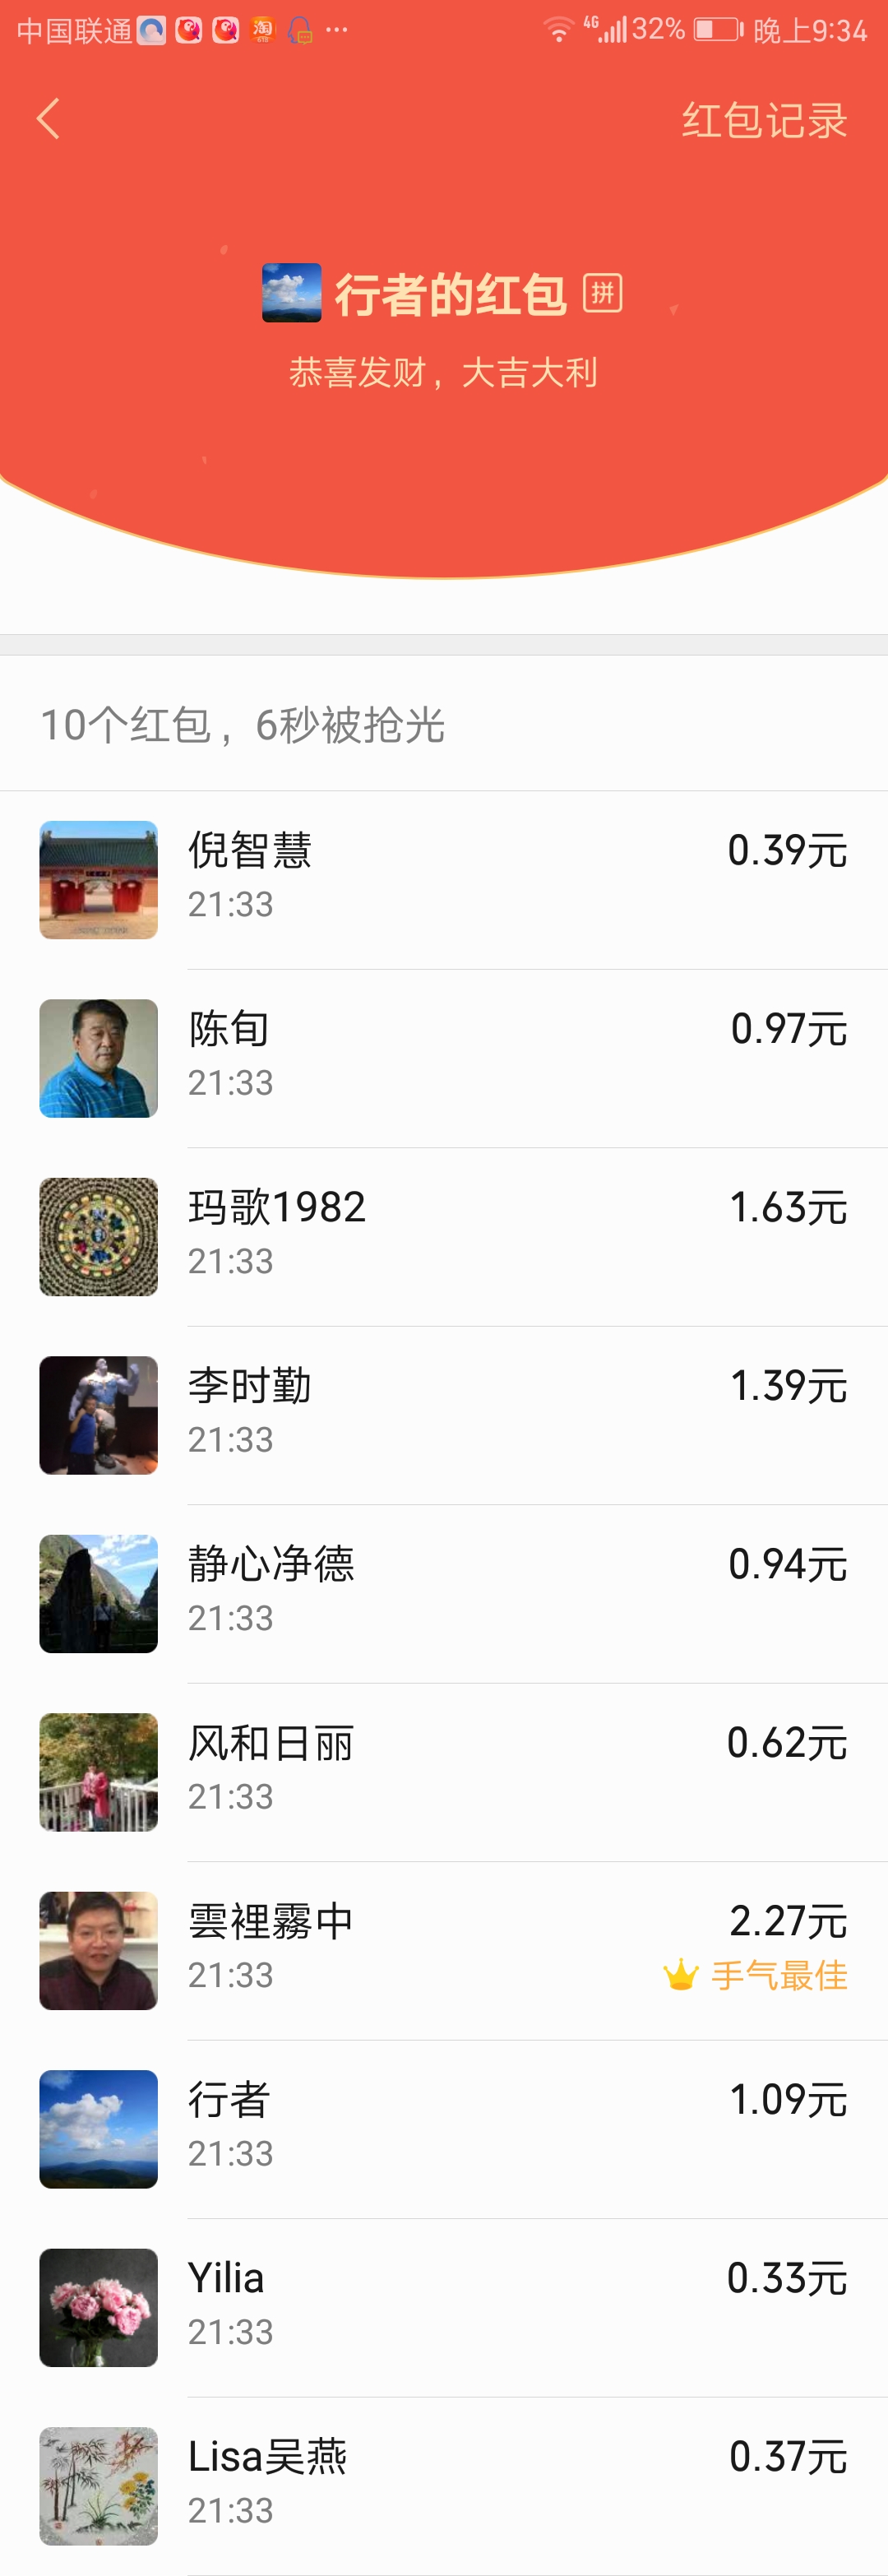 中国联通 淘 ... 4G 32% 晚上9:34
红包记录
行者的红包 拼
恭喜发财，大吉大利
10个红包，6秒被抢光
倪智慧 0.39元
21:33
陈旬 0.97元
21:33
玛歌1982 1.63元
21:33
李时勤 1.39元
21:33
静心净德 0.94元
21:33
风和日丽 0.62元
21:33
雲裡霧中 2.27元
21:33 手气最佳
行者 1.09元
21:33
Yilia 0.33元
21:33
Lisa吴燕 0.37元
21:33